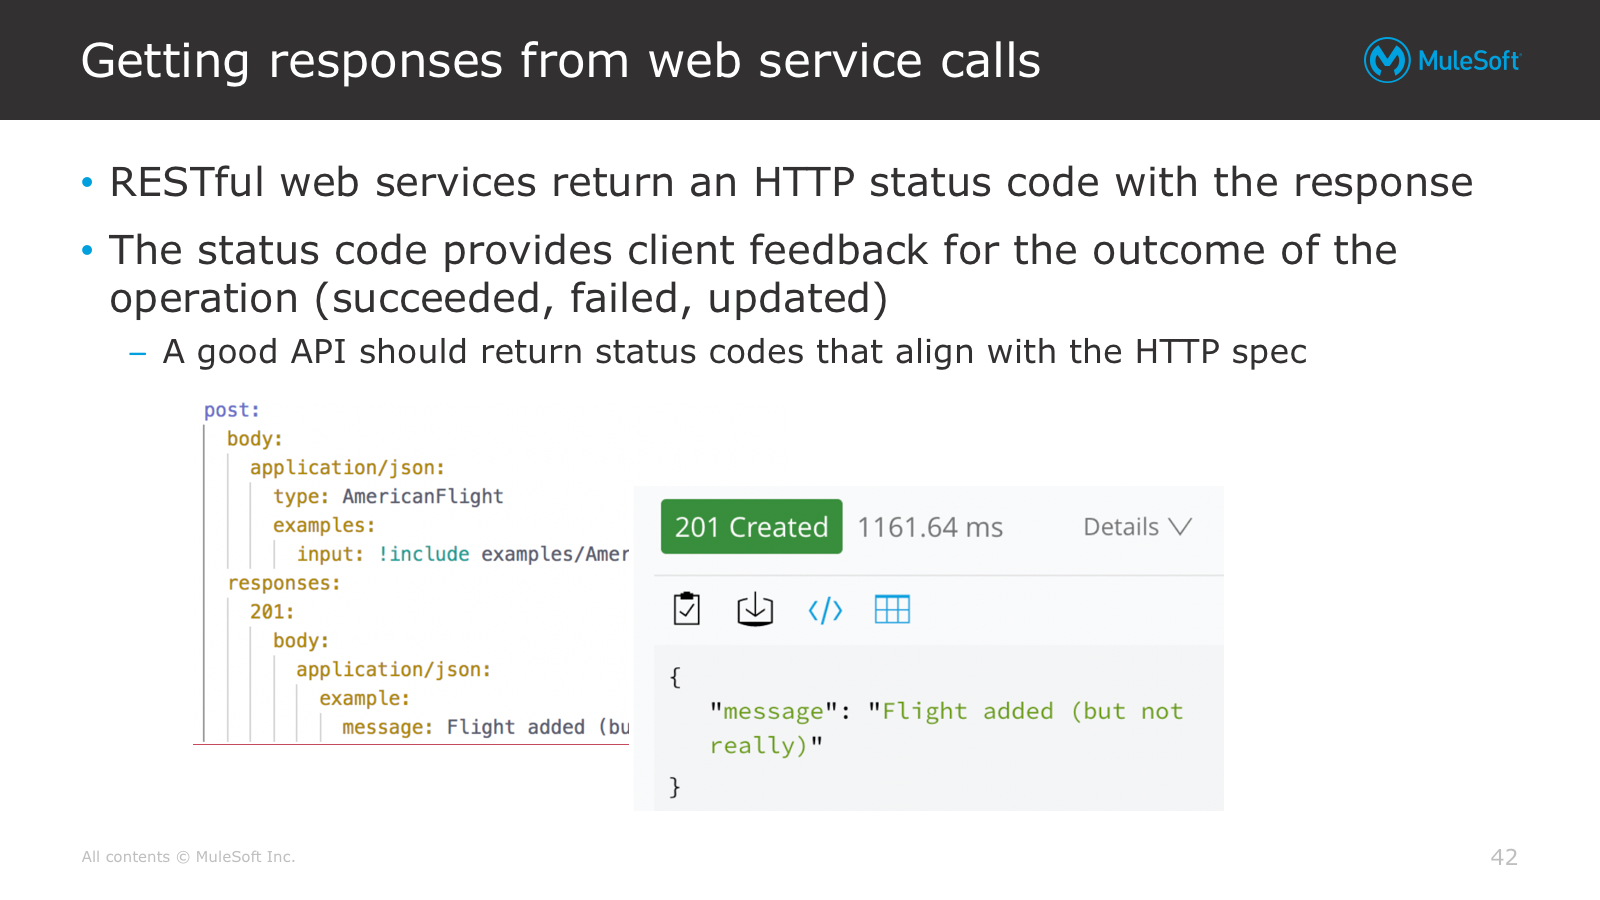 Getting responses from web service calls
MuleSoft
• RESTful web services return an HTTP status code with the response
• The status code provides client feedback for the outcome of the
operation (succeeded, failed, updated)
– A good API should return status codes that align with the HTTP spec
post:
body:
application/json:
type: AmericanFlight
examples:
input: !include examples/Amer
responses:
201:
body:
application/json:
example:
message: Flight added (bu
201 Created 1161.64 ms Details
{
"message": "Flight added (but not
really)"
}
All contents © MuleSoft Inc.
42